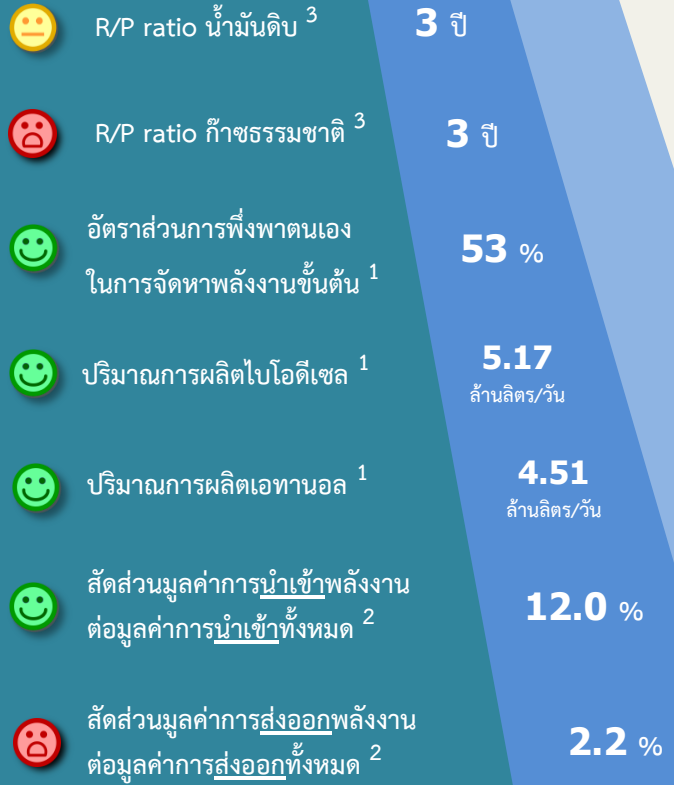 R/P ratio น้ำมันดิบ 3 3 ปี
R/P ratio ก๊าซธรรมชาติ 3 3 ปี
อัตราส่วนการพึ่งพาตนเอง
ในการจัดหาพลังงานขั้นต้น 1
53 %
ปริมาณการผลิตไบโอดีเซล 1
5.17
ล้านลิตร/วัน
ปริมาณการผลิตเอทานอล 1
4.51
ล้านลิตร/วัน
สัดส่วนมูลค่าการนำเข้าพลังงาน
ต่อมูลค่าการนำเข้าทั้งหมด 2
12.0 %
สัดส่วนมูลค่าการส่งออกพลังงาน
ต่อมูลค่าการส่งออกทั้งหมด 2
2.2 %